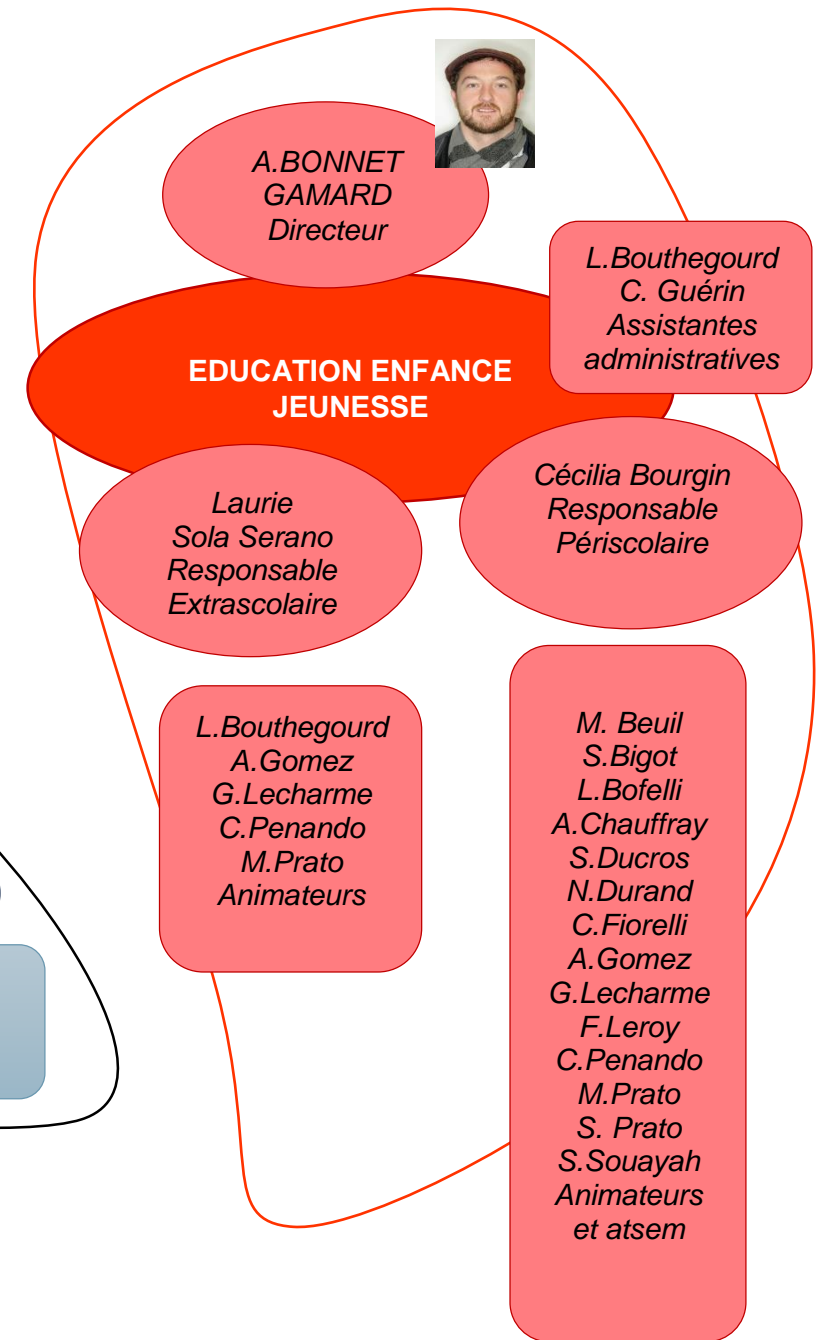 A.BONNET
GAMARD
Directeur
L.Bouthegourd
C. Guérin
Assistantes
administratives
EDUCATION ENFANCE
JEUNESSE
Laurie
Sola Serano
Responsable
Extrascolaire
Cécilia Bourgin
Responsable
Périscolaire
L.Bouthegourd
A.Gomez
G.Lecharme
C.Penando
M.Prato
Animateurs
M. Beuil
S.Bigot
L.Bofelli
A.Chauffray
S.Ducros
N.Durand
C.Fiorelli
A.Gomez
G.Lecharme
F.Leroy
C.Penando
M.Prato
S. Prato
S.Souayah
Animateurs
et atsem